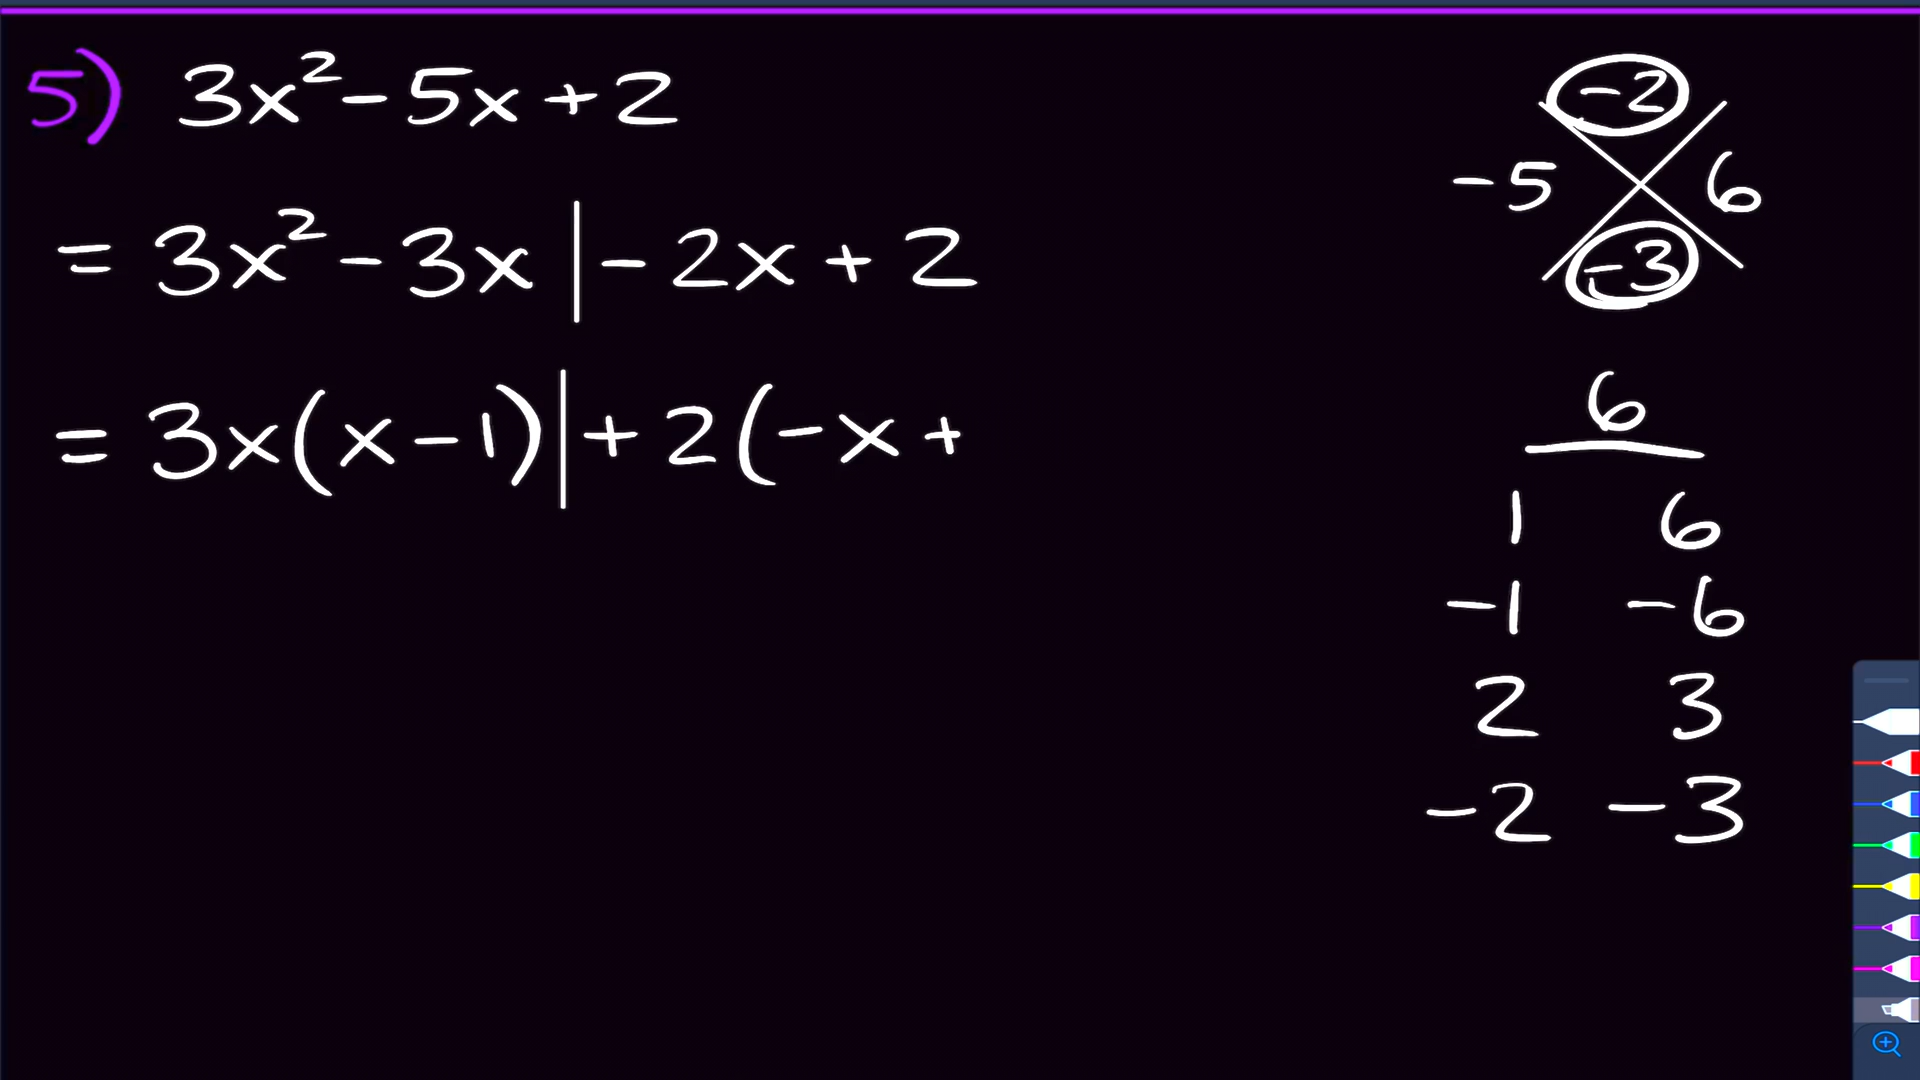 5) 3x² - 5x + 2
= 3x² - 3x | - 2x + 2
= 3x(x - 1) | + 2(-x +
-2
-5 6
-3
6
1 6
-1 -6
2 3
-2 -3